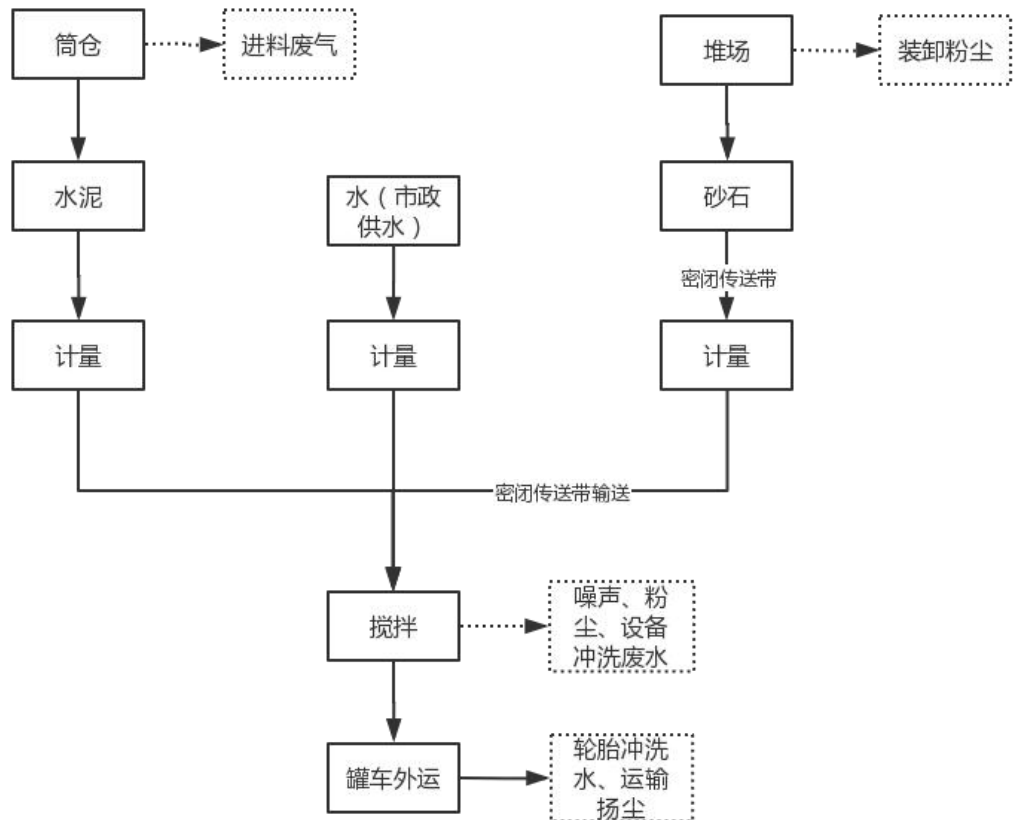 筒仓
进料废气
堆场
装卸粉尘
水泥
水（市政
供水）
砂石
密闭传送带
计量
计量
计量
密闭传送带输送
搅拌
噪声、粉
尘、设备
冲洗废水
罐车外运
轮胎冲洗
水、运输
扬尘